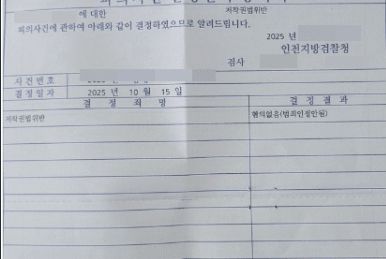 에 대한 저작권법위반
피의사건에 관하여 아래와 같이 결정하였으므로 알려드립니다.
2025 년
인천지방검찰청
검사
사 건 번 호
결 정 일 자 2025 년 10 월 15 일
결 정 죄 명 결 정 결 과
저작권법위반 혐의없음(범죄인정안됨)